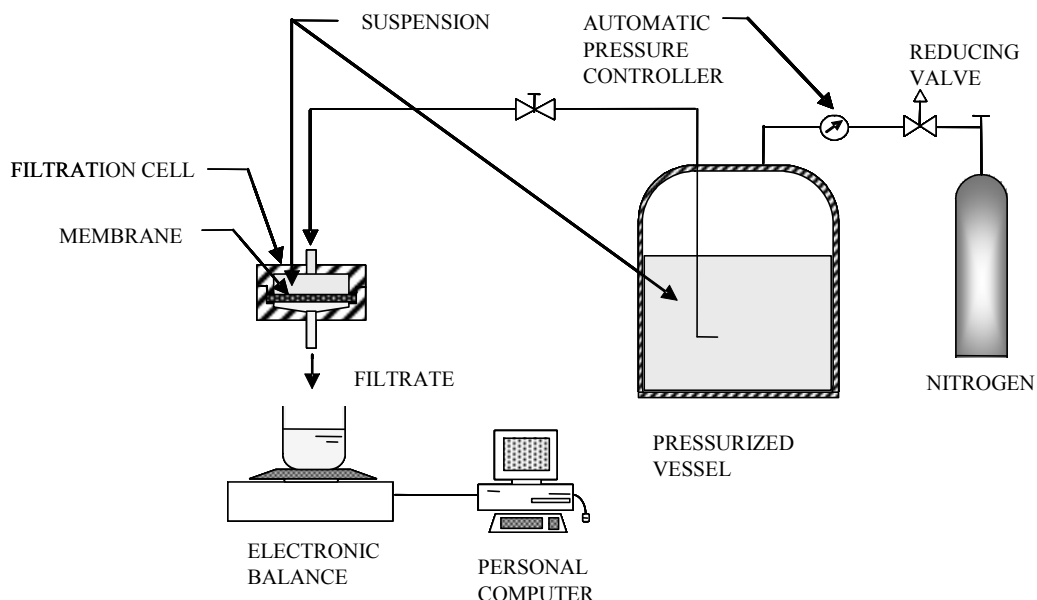 SUSPENSION
AUTOMATIC
PRESSURE
CONTROLLER
REDUCING
VALVE
FILTRATION CELL
MEMBRANE
FILTRATE
NITROGEN
PRESSURIZED
VESSEL
ELECTRONIC
BALANCE
PERSONAL
COMPUTER